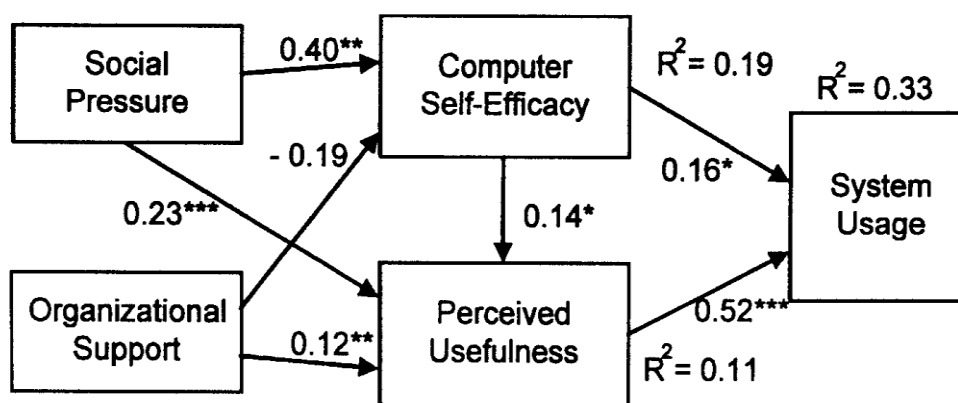 Social
Pressure
0.40**
Computer
Self-Efficacy
R² = 0.19
R² = 0.33
- 0.19
0.16*
System
Usage
0.23***
0.14*
Organizational
Support
0.12**
Perceived
Usefulness
0.52***
R² = 0.11